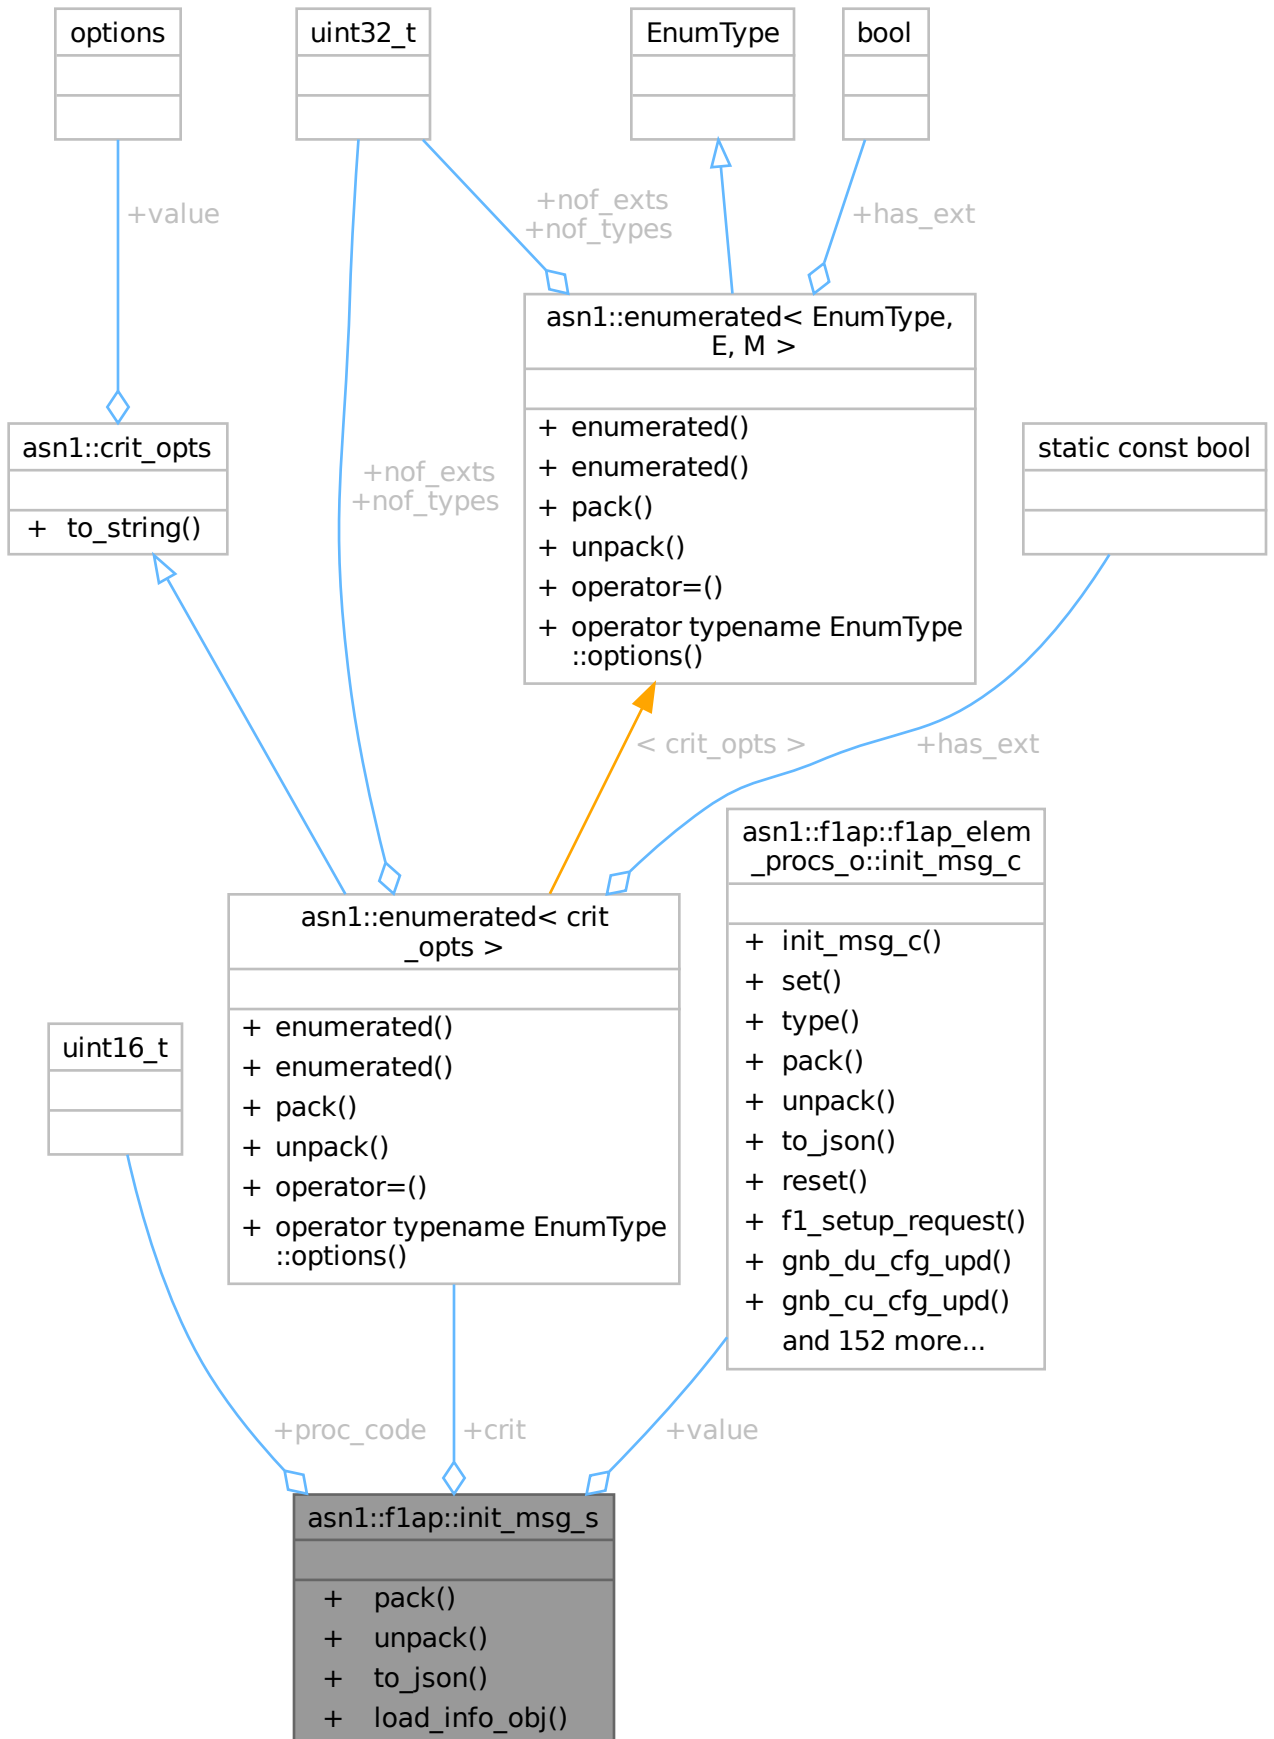 options
uint32_t
EnumType
bool
+value
+nof_exts
+nof_types
+has_ext
asn1::enumerated< EnumType,
E, M >
+ enumerated()
+ enumerated()
+ pack()
+ unpack()
+ operator=()
+ operator typename EnumType
::options()
asn1::crit_opts
+ to_string()
+nof_exts
+nof_types
static const bool
< crit_opts >
+has_ext
asn1::f1ap::f1ap_elem
_procs_o::init_msg_c
+ init_msg_c()
+ set()
+ type()
+ pack()
+ unpack()
+ to_json()
+ reset()
+ f1_setup_request()
+ gnb_du_cfg_upd()
+ gnb_cu_cfg_upd()
and 152 more...
asn1::enumerated< crit
_opts >
+ enumerated()
+ enumerated()
+ pack()
+ unpack()
+ operator=()
+ operator typename EnumType
::options()
uint16_t
+proc_code
+crit
+value
asn1::f1ap::init_msg_s
+ pack()
+ unpack()
+ to_json()
+ load_info_obj()